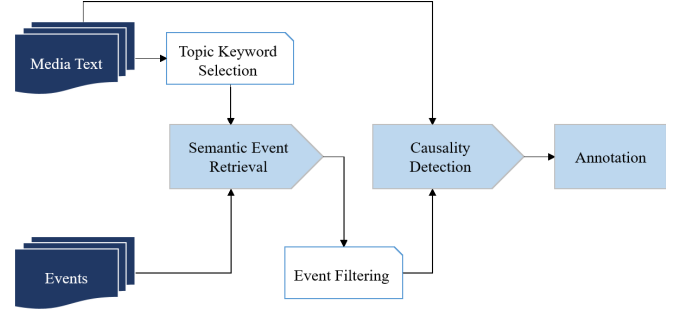 Media Text
Topic Keyword
Selection
Semantic Event
Retrieval
Causality
Detection
Annotation
Events
Event Filtering